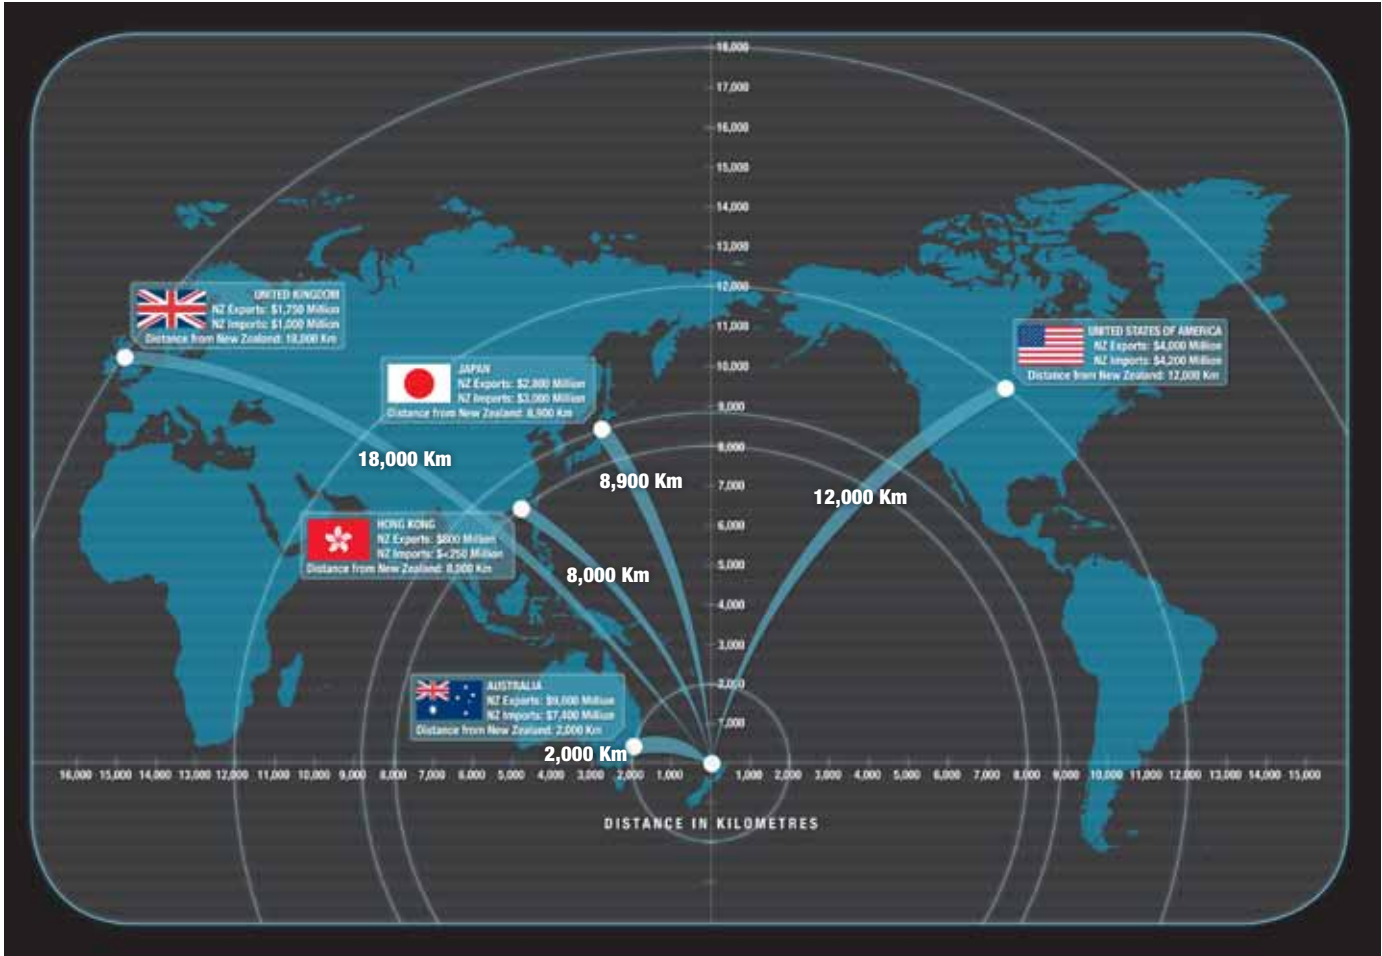 18,000
17,000
16,000
15,000
14,000
13,000
12,000
11,000
10,000
9,000
8,000
7,000
6,000
5,000
4,000
3,000
2,000
1,000
UNITED KINGDOM
NZ Exports: $1,750 Million
NZ Imports: $1,000 Million
Distance from New Zealand: 18,000 Km
UNITED STATES OF AMERICA
NZ Exports: $4,000 Million
NZ Imports: $4,200 Million
Distance from New Zealand: 12,000 Km
JAPAN
NZ Exports: $2,800 Million
NZ Imports: $3,000 Million
Distance from New Zealand: 8,900 Km
18,000 Km
8,900 Km
12,000 Km
HONG KONG
NZ Exports: $800 Million
NZ Imports: $<250 Million
Distance from New Zealand: 8,000 Km
8,000 Km
AUSTRALIA
NZ Exports: $9,000 Million
NZ Imports: $7,400 Million
Distance from New Zealand: 2,000 Km
2,000 Km
16,000 15,000 14,000 13,000 12,000 11,000 10,000 9,000 8,000 7,000 6,000 5,000 4,000 3,000 2,000 1,000 1,000 2,000 3,000 4,000 5,000 6,000 7,000 8,000 9,000 10,000 11,000 12,000 13,000 14,000 15,000
DISTANCE IN KILOMETRES